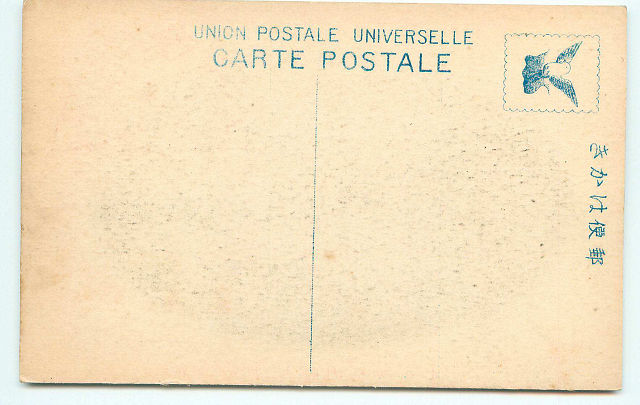 UNION POSTALE UNIVERSELLE
CARTE POSTALE
郵便はかき